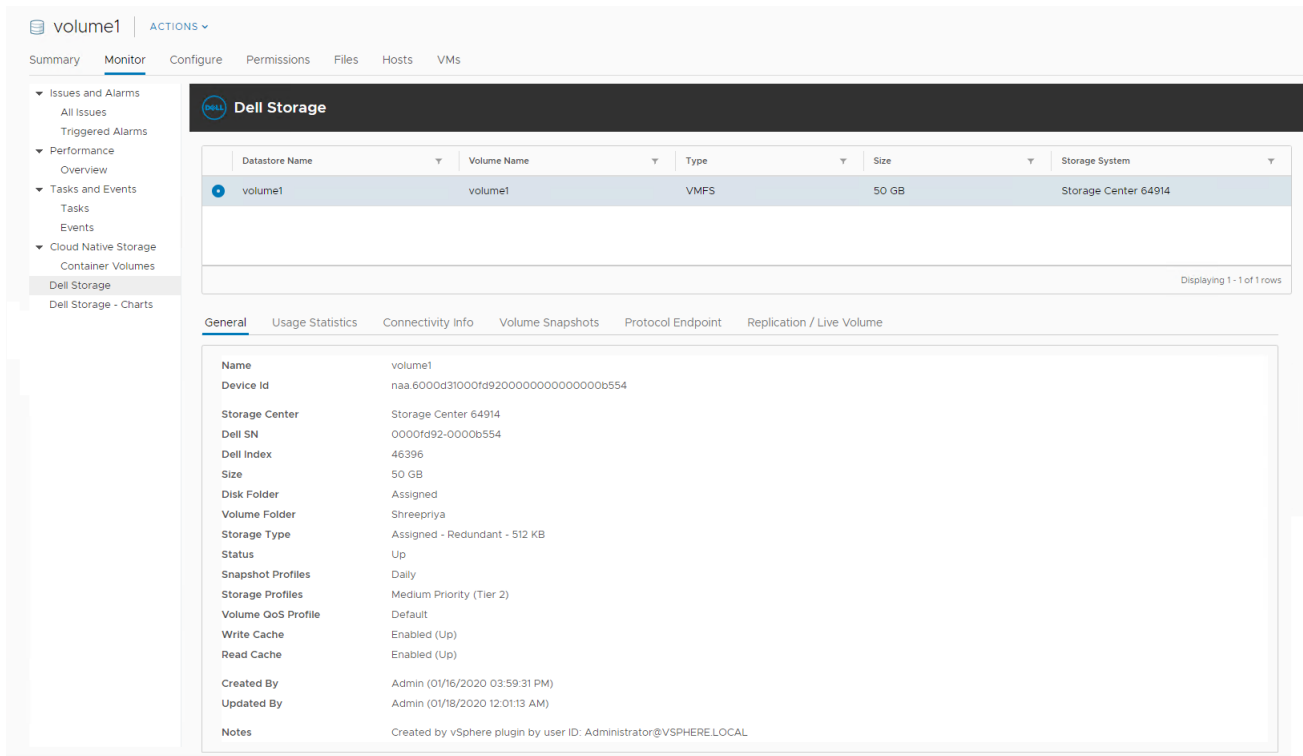 volume1 ACTIONS
Summary Monitor Configure Permissions Files Hosts VMs
Issues and Alarms
All Issues
Triggered Alarms
Performance
Overview
Tasks and Events
Tasks
Events
Cloud Native Storage
Container Volumes
Dell Storage
Dell Storage - Charts
DELL Dell Storage
Datastore Name Volume Name Type Size Storage System
volume1 volume1 VMFS 50 GB Storage Center 64914
Displaying 1 - 1 of 1 rows
General Usage Statistics Connectivity Info Volume Snapshots Protocol Endpoint Replication / Live Volume
Name volume1
Device Id naa.6000d31000fd9200000000000000b554
Storage Center Storage Center 64914
Dell SN 0000fd92-0000b554
Dell Index 46396
Size 50 GB
Disk Folder Assigned
Volume Folder Shreepriya
Storage Type Assigned - Redundant - 512 KB
Status Up
Snapshot Profiles Daily
Storage Profiles Medium Priority (Tier 2)
Volume QoS Profile Default
Write Cache Enabled (Up)
Read Cache Enabled (Up)
Created By Admin (01/16/2020 03:59:31 PM)
Updated By Admin (01/18/2020 12:01:13 AM)
Notes Created by vSphere plugin by user ID: Administrator@VSPHERE.LOCAL